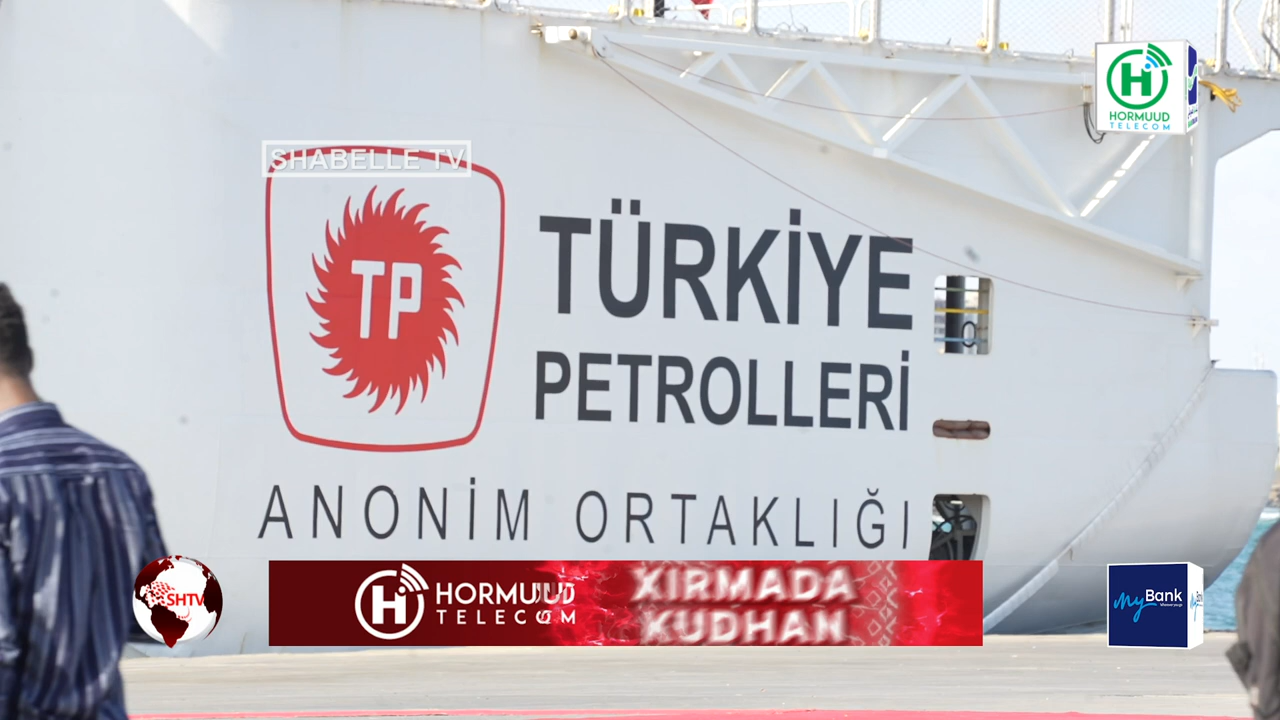 H
HORMUUD
TELECOM
SHABELLE TV
TP
TÜRKİYE
PETROLLERİ
ANONİM ORTAKLIĞI
SHTV
H
HORMUUD
TELECOM
XIRMADA
KUDHAN
My Bank